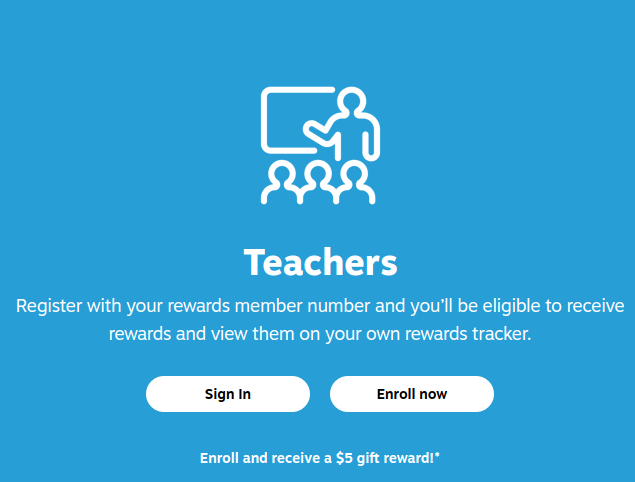 Teachers
Register with your rewards member number and you'll be eligible to receive
rewards and view them on your own rewards tracker.
Sign In
Enroll now
Enroll and receive a $5 gift reward!*